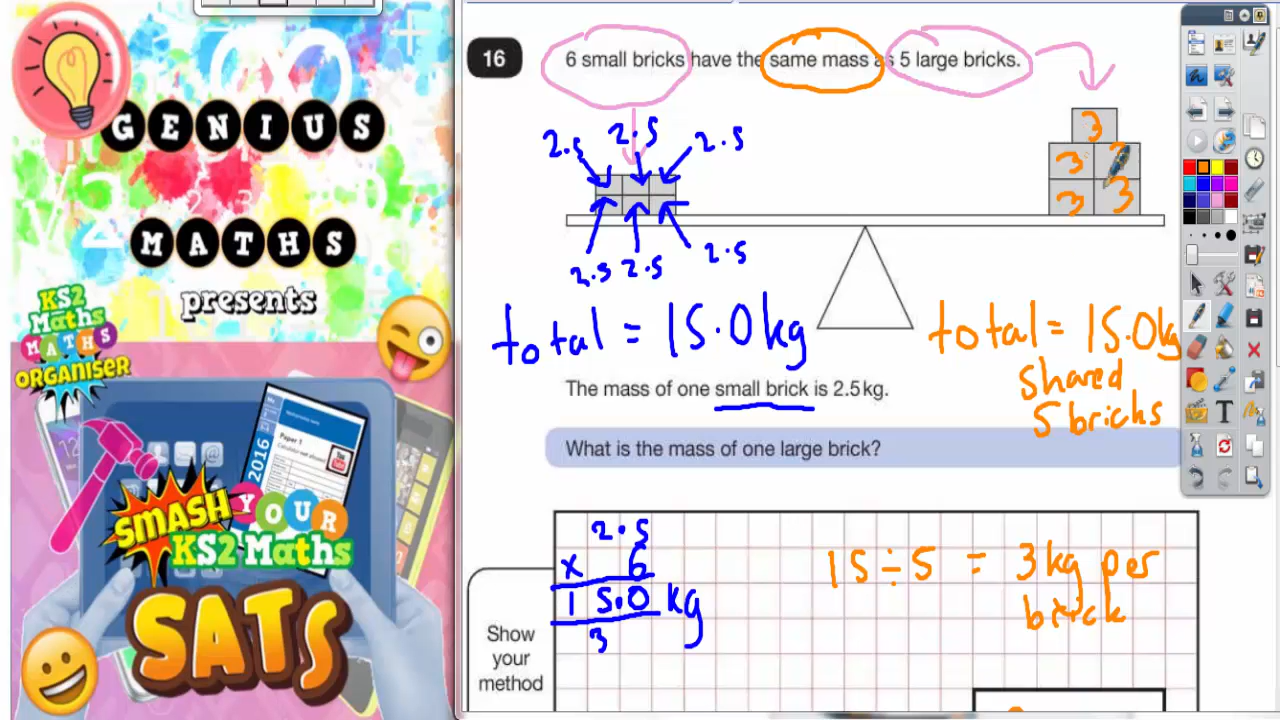 GENIUS
MATHS
presents
KS2
Maths
MATHS
ORGANISER
2016
Paper 1
You
Tube
SMASH
YOUR
KS2 Maths
SATS
16
6 small bricks have the same mass as 5 large bricks.
2.5
2.5
2.5
2.5
2.5
2.5
3
3
3
3
3
total = 15.0kg
total = 15.0kg
shared
5 bricks
The mass of one small brick is 2.5 kg.
What is the mass of one large brick?
Show
your
method
2.5
x 6
15.0 kg
3
15 ÷ 5 = 3kg per
brick